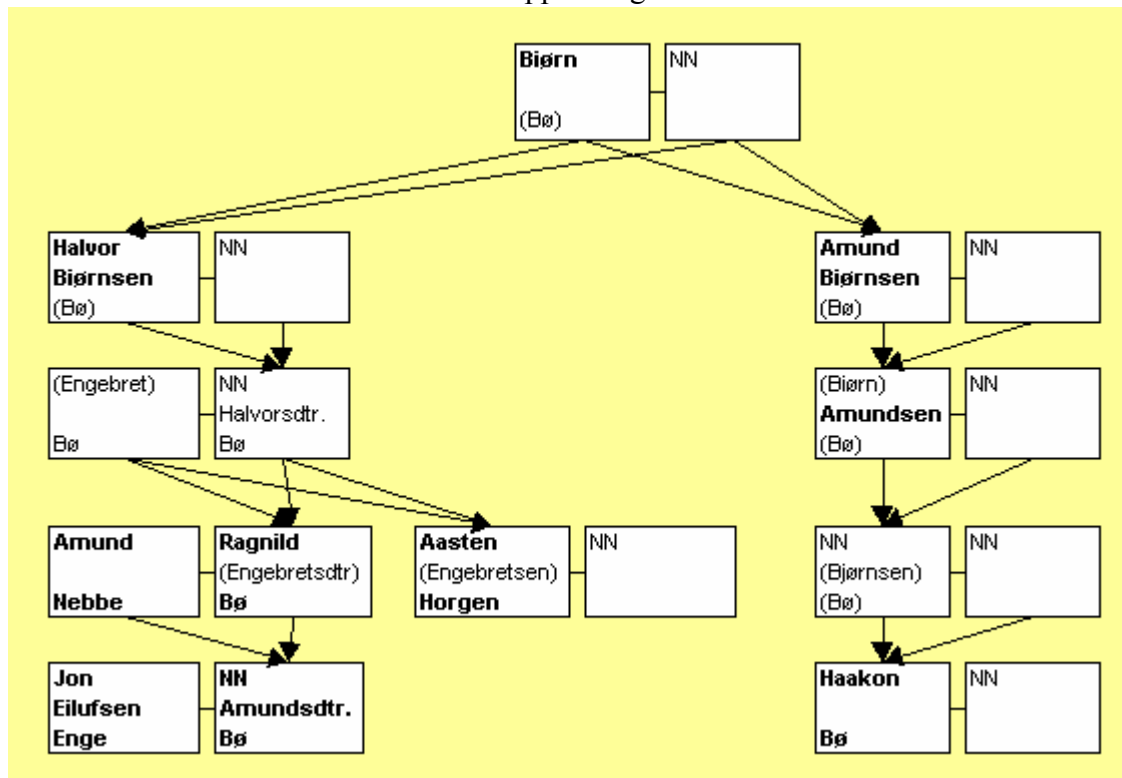 Biørn
(Bø)
NN
Halvor
Biørnsen
(Bø)
NN
Amund
Biørnsen
(Bø)
NN
(Engebret)
Bø
NN
Halvorsdtr.
Bø
(Biørn)
Amundsen
(Bø)
NN
Amund
Nebbe
Ragnild
(Engebretsdtr)
Bø
Aasten
(Engebretsen)
Horgen
NN
NN
(Bjørnsen)
(Bø)
NN
Jon
Eilufsen
Enge
NN
Amundsdtr.
Bø
Haakon
Bø
NN